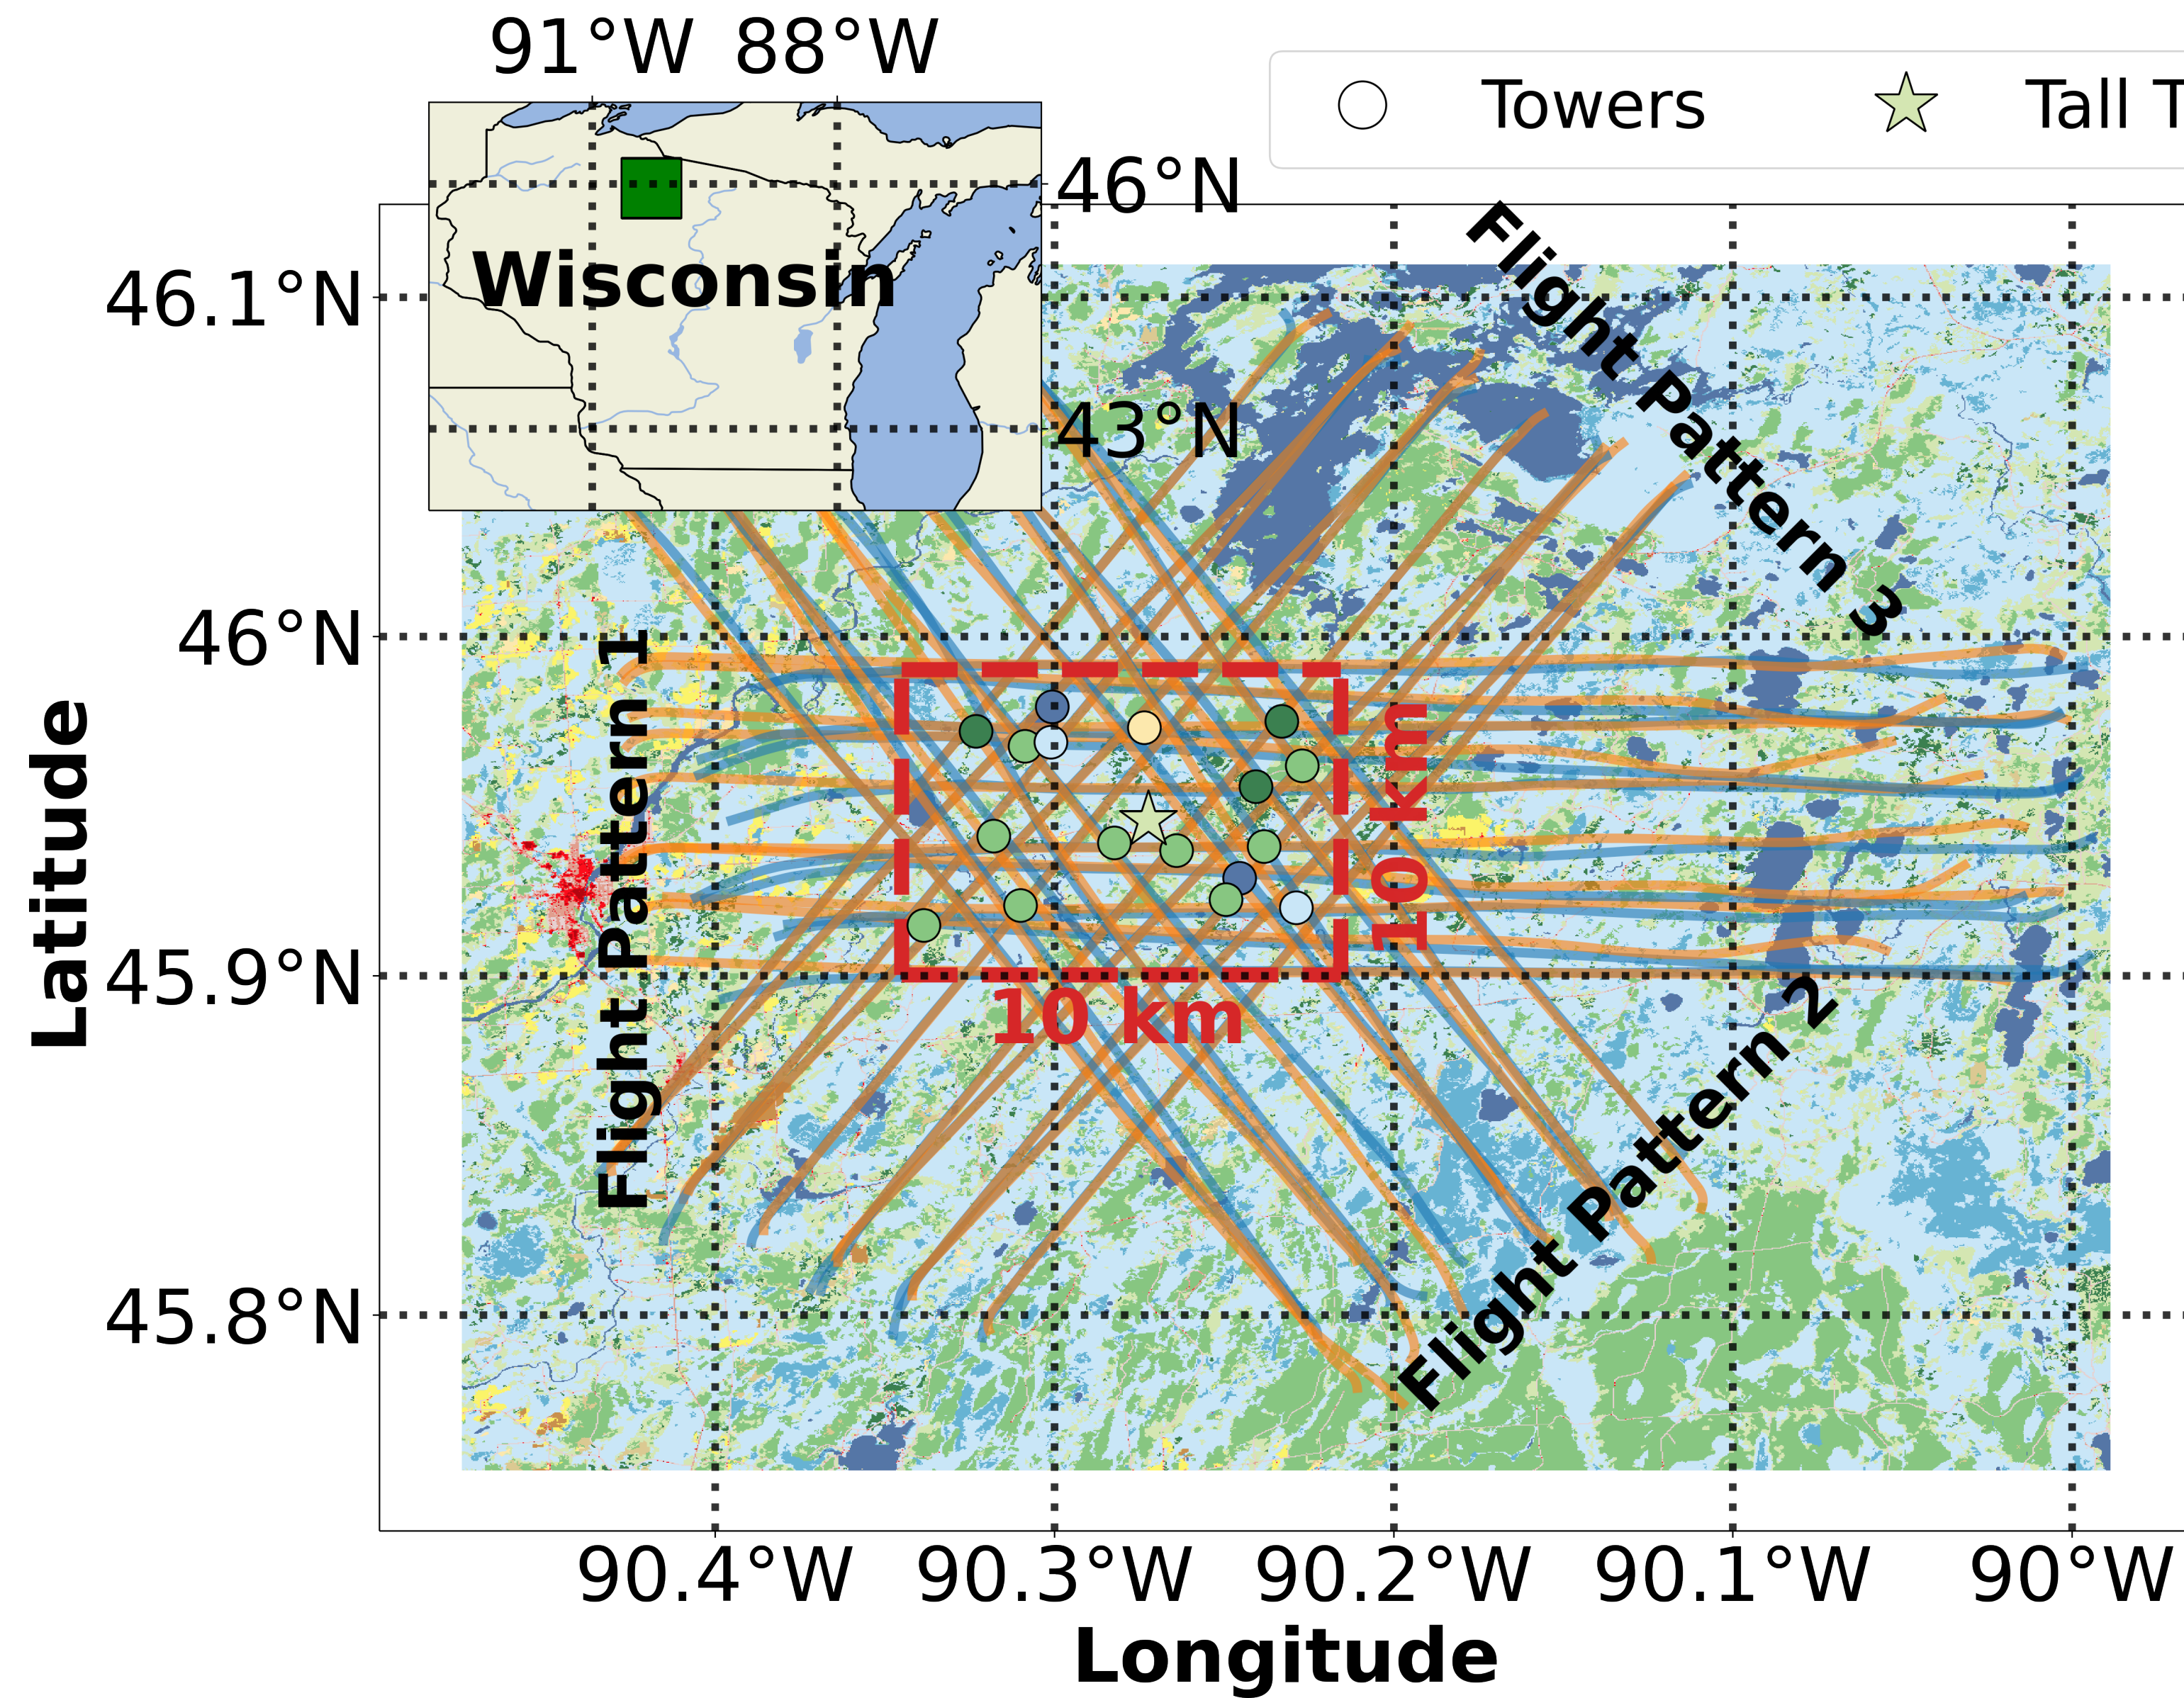 91°W 88°W
Towers Tall T
46°N
Wisconsin
43°N
46.1°N
46°N
45.9°N
45.8°N
Latitude
Flight Pattern 1
Flight Pattern 3
Flight Pattern 2
10 km
10 km
90.4°W 90.3°W 90.2°W 90.1°W 90°W
Longitude